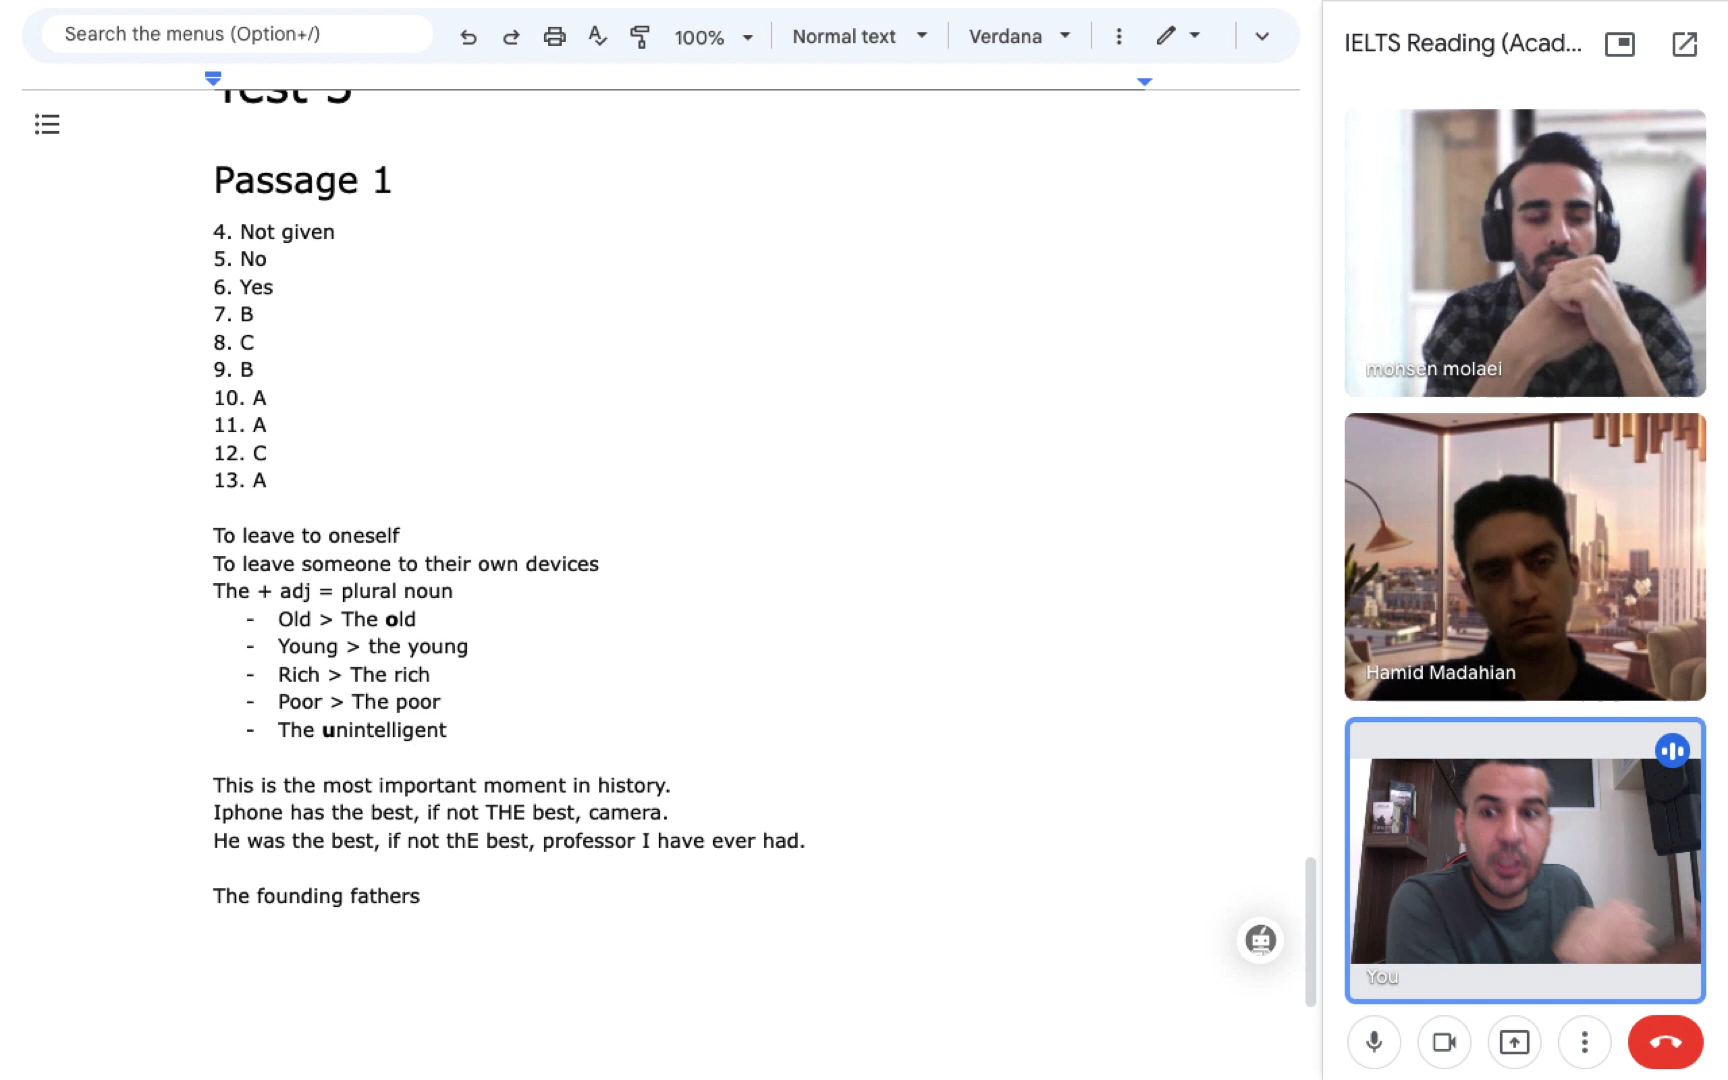 Search the menus (Option+/)
100%
Normal text
Verdana
IELTS Reading (Acad...
Test 5
Passage 1
4. Not given
5. No
6. Yes
7. B
8. C
9. B
10. A
11. A
12. C
13. A
To leave to oneself
To leave someone to their own devices
The + adj = plural noun
- Old > The old
- Young > the young
- Rich > The rich
- Poor > The poor
- The unintelligent
This is the most important moment in history.
Iphone has the best, if not THE best, camera.
He was the best, if not thE best, professor I have ever had.
The founding fathers
mohsen molaei
Hamid Madahian
You